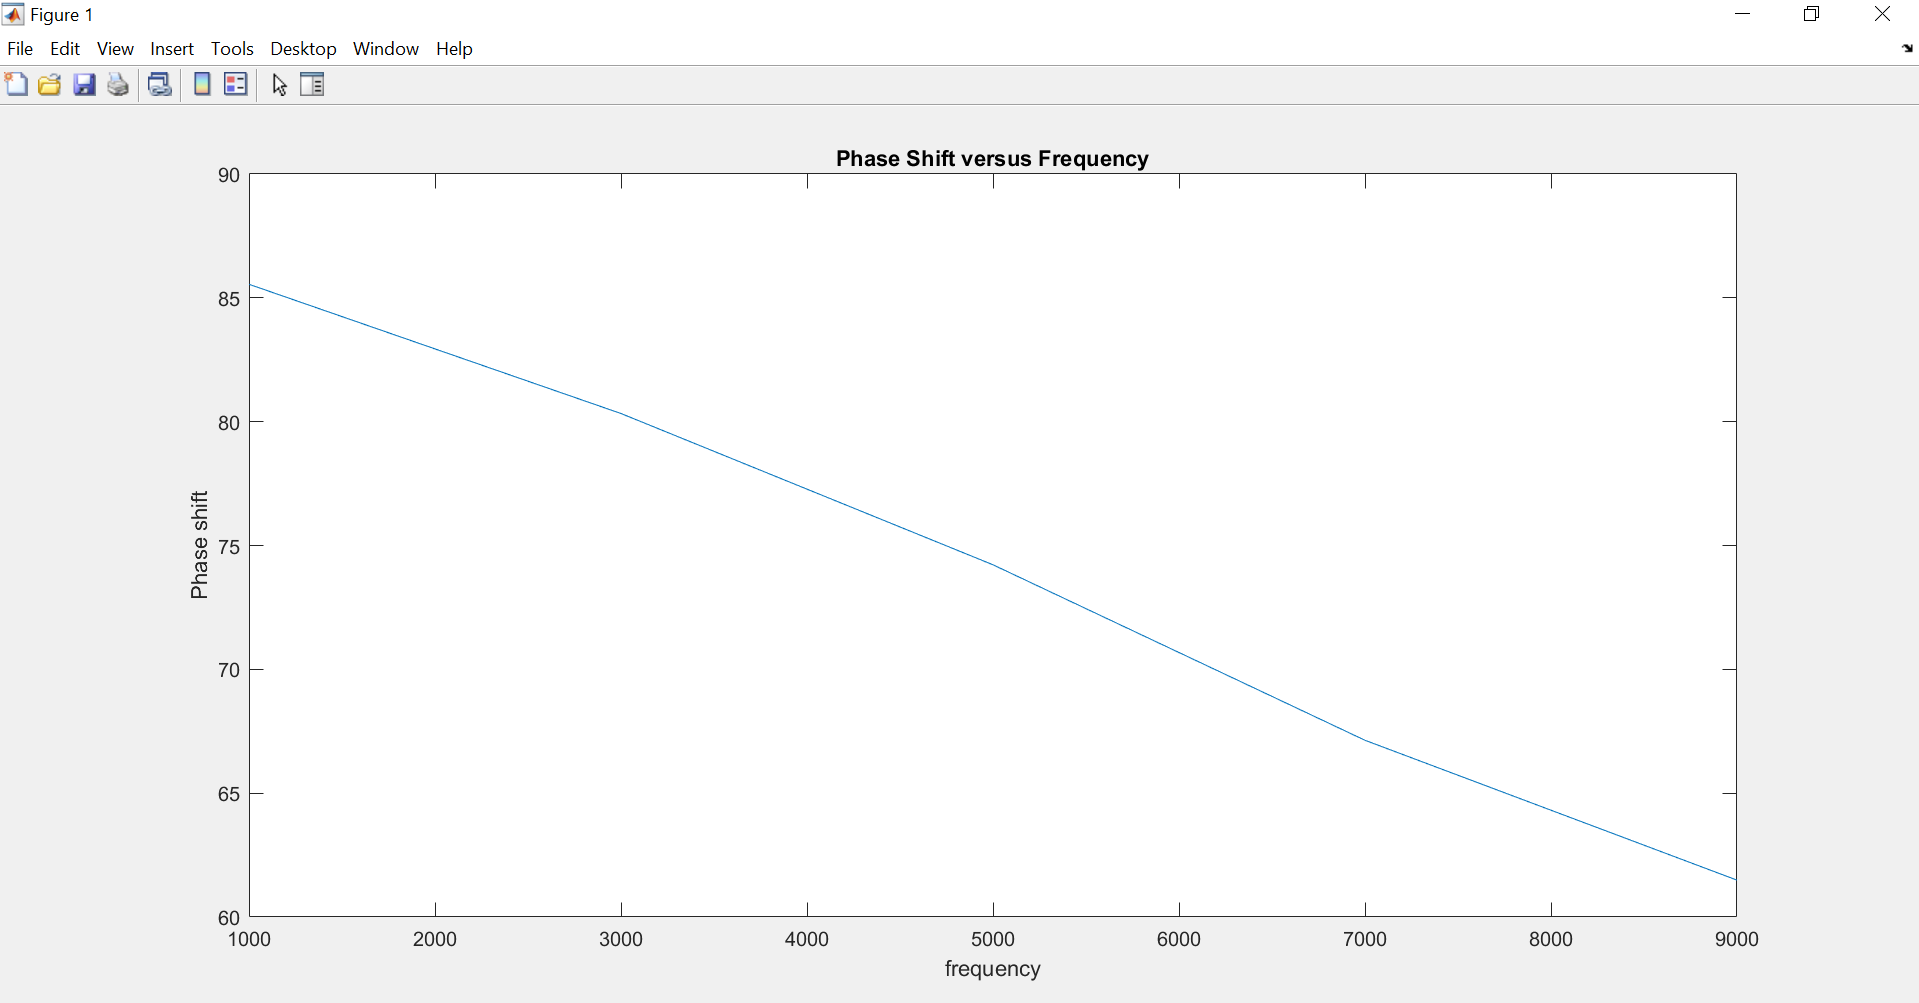 Figure 1
File Edit View Insert Tools Desktop Window Help
Phase Shift versus Frequency
90
85
80
75
70
65
60
Phase shift
1000 2000 3000 4000 5000 6000 7000 8000 9000
frequency